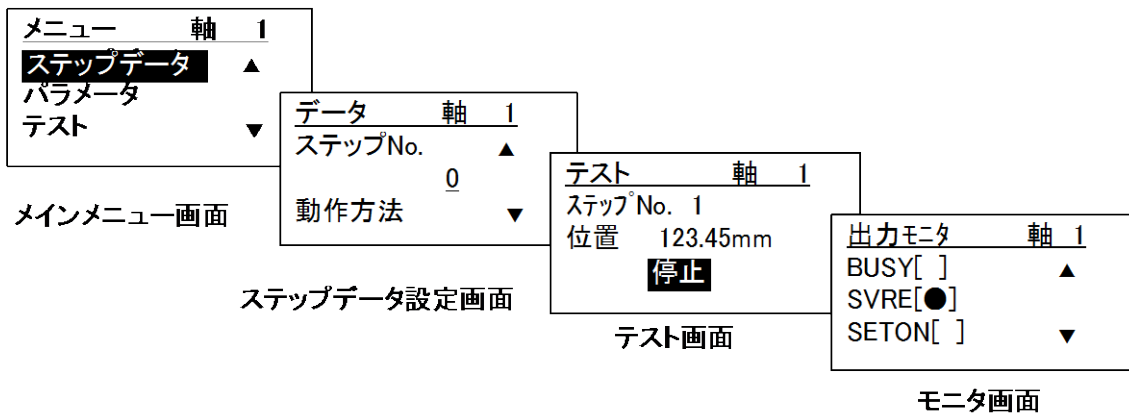 メニュー 軸 1
ステップデータ ▲
パラメータ
テスト ▼
メインメニュー画面
データ 軸 1
ステップNo. ▲
0
動作方法 ▼
ステップデータ設定画面
テスト 軸 1
ｽﾃｯﾌﾟNo. 1
位置 123.45mm
停止
テスト画面
出力ﾓﾆﾀ 軸 1
BUSY[ ] ▲
SVRE[●]
SETON[ ] ▼
モニタ画面